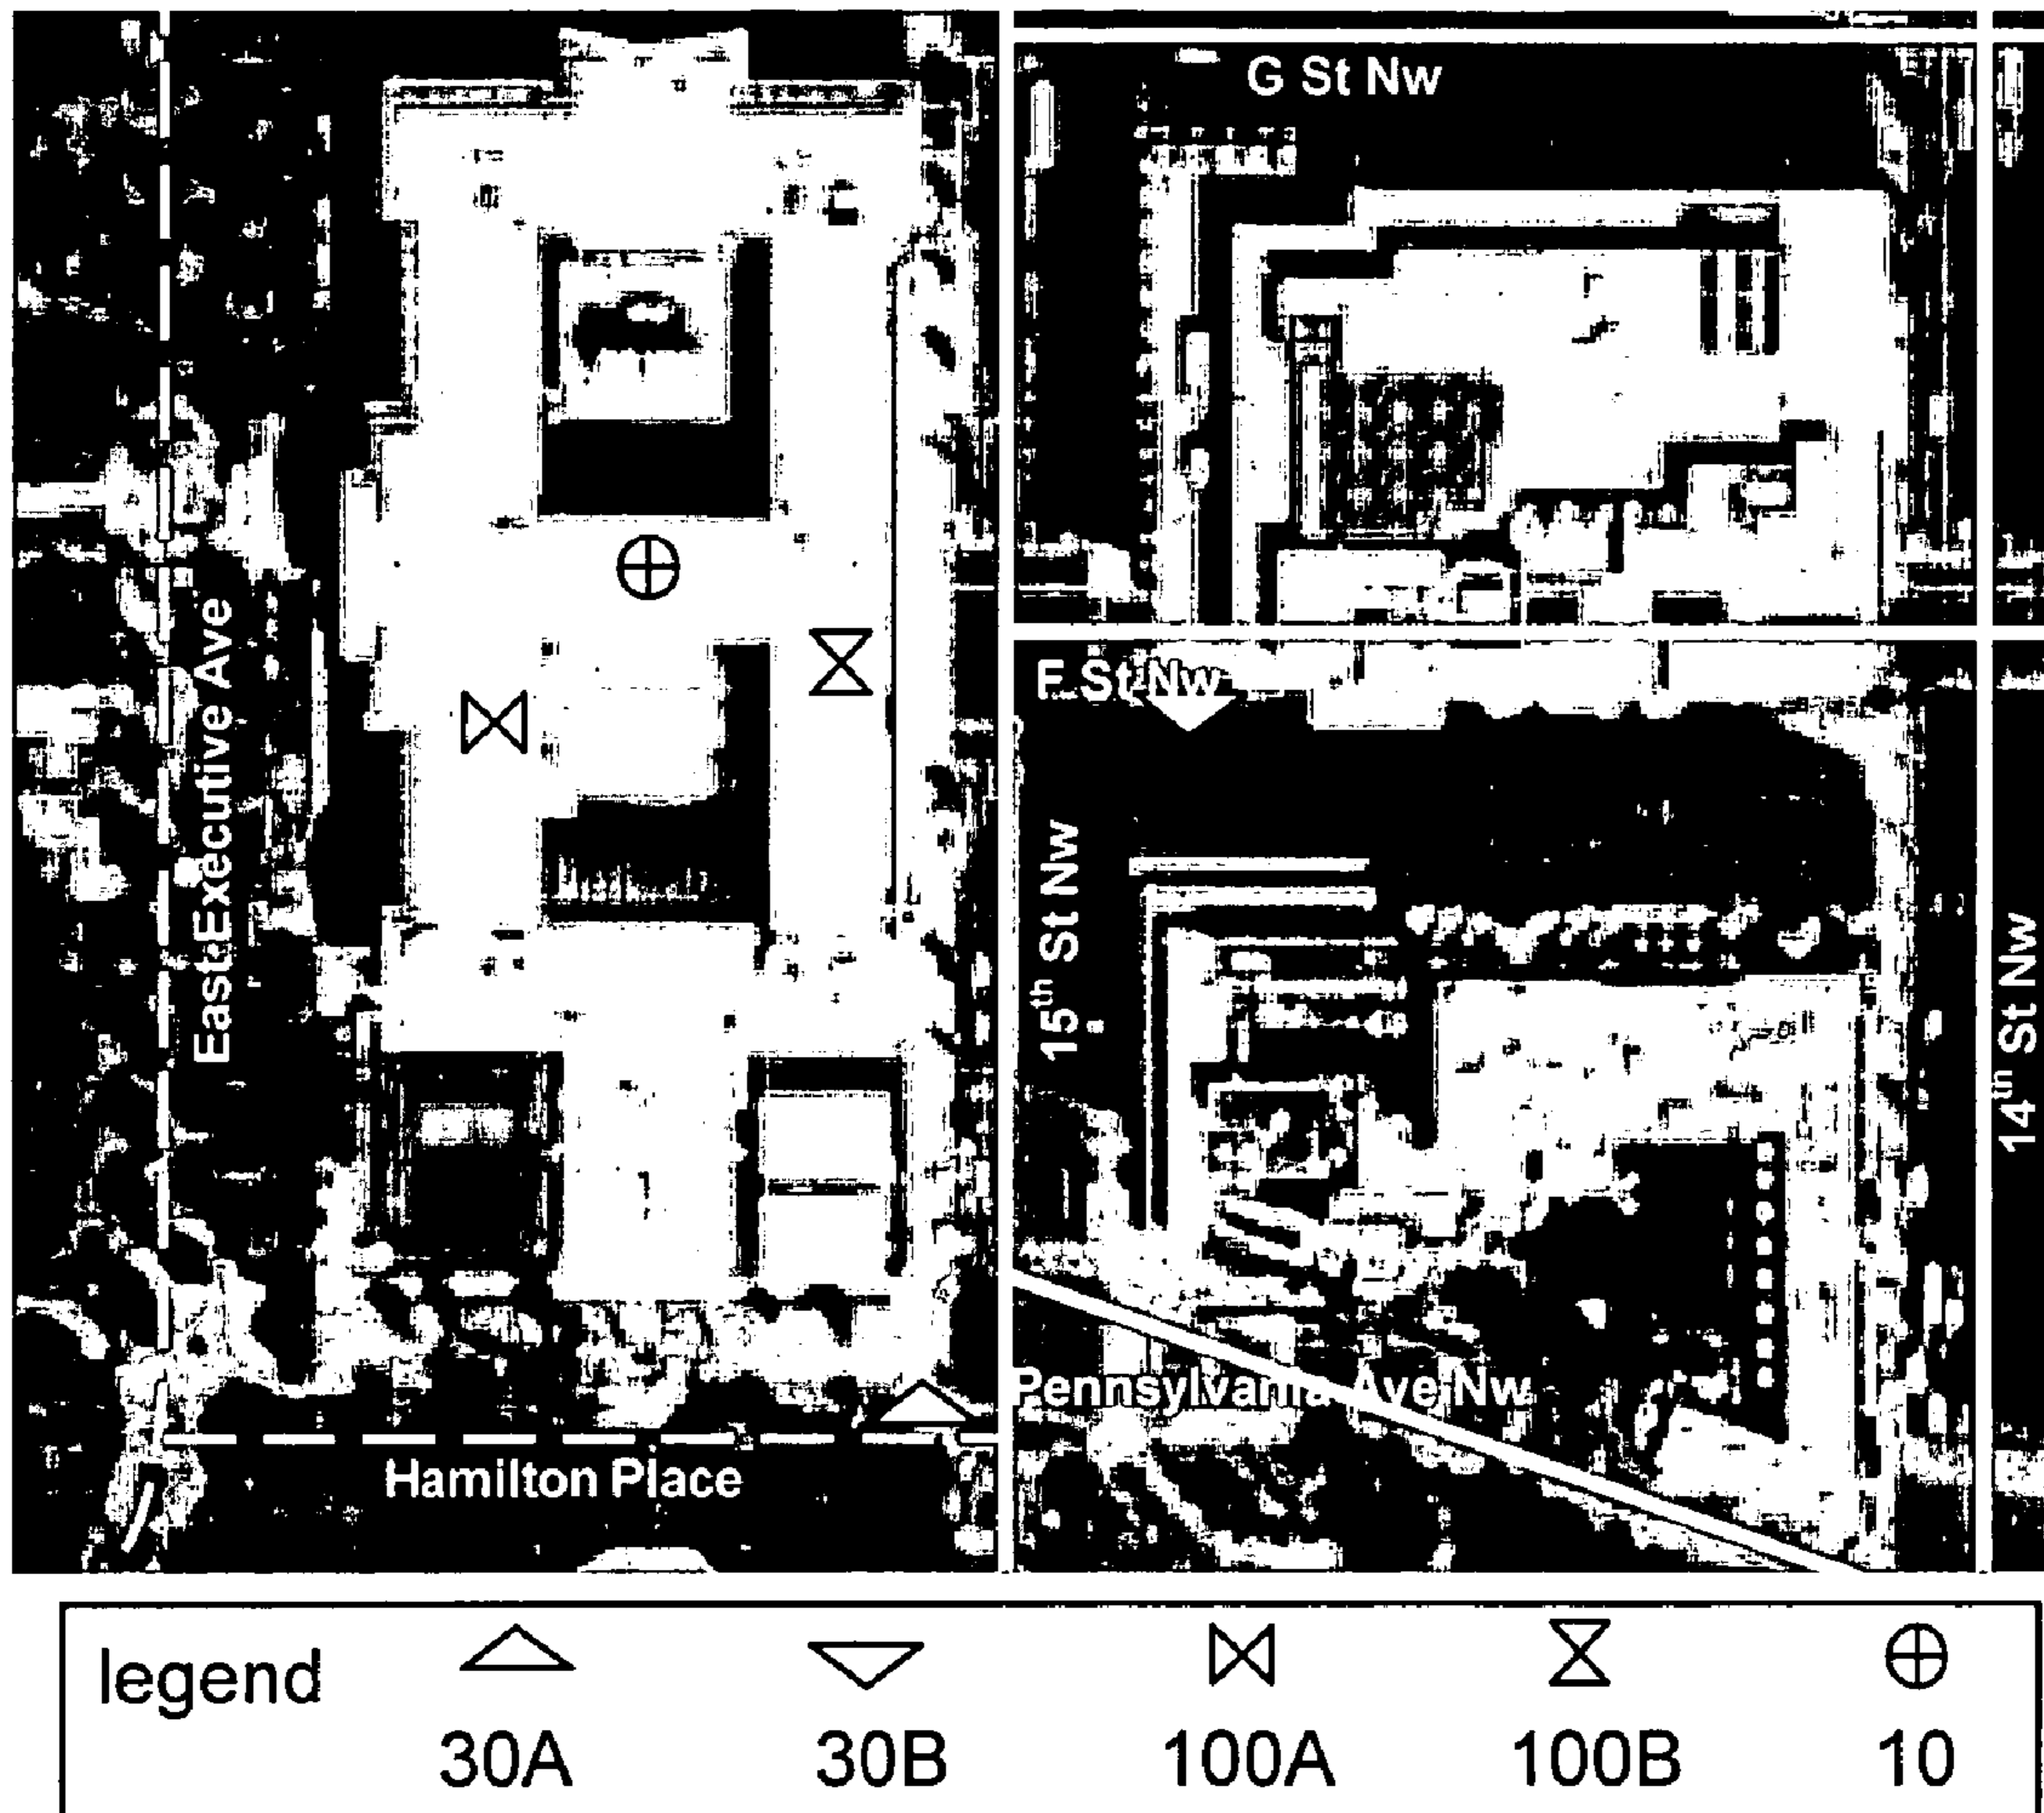 G St Nw
East Executive Ave
F St Nw
15th St Nw
14th St Nw
Pennsylvania Ave Nw
Hamilton Place
legend
30A 30B 100A 100B 10